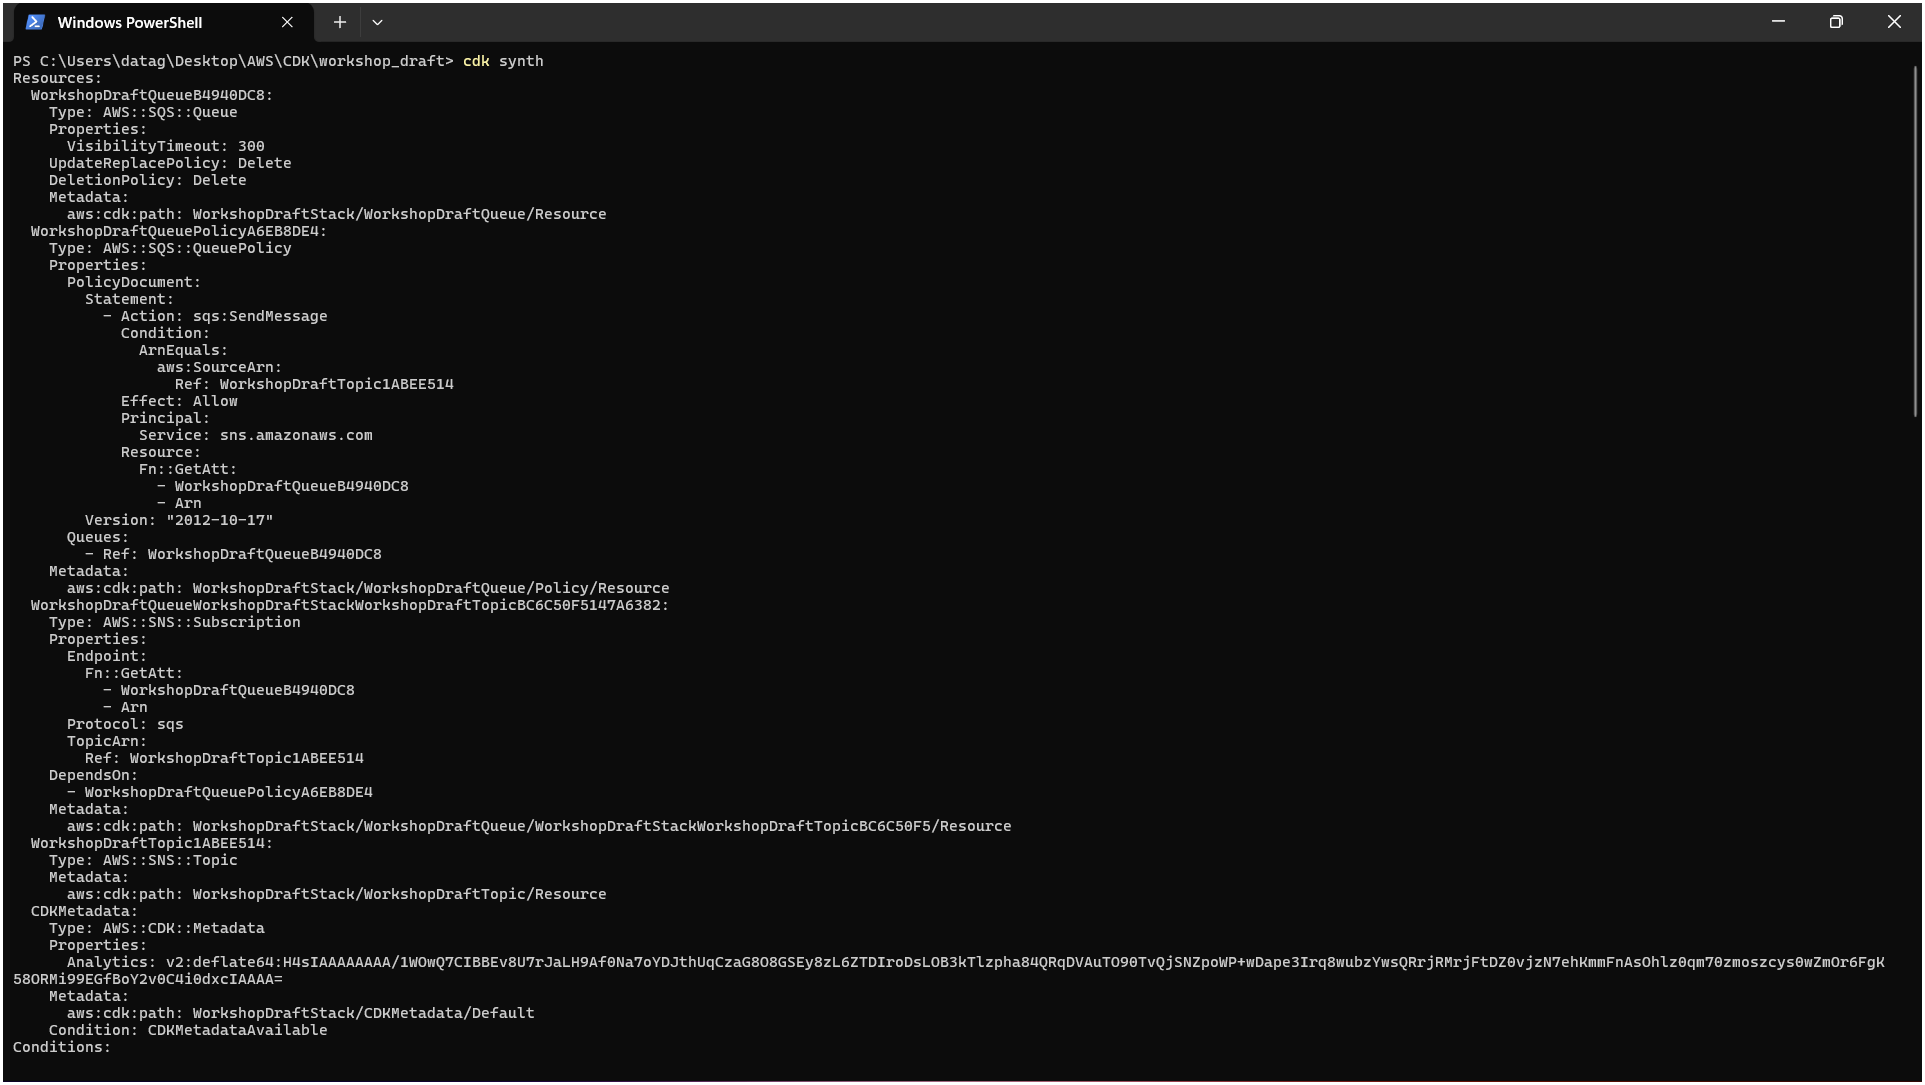 Windows PowerShell
PS C:\Users\datag\Desktop\AWS\CDK\workshop_draft> cdk synth
Resources:
  WorkshopDraftQueueB4940DC8:
    Type: AWS::SQS::Queue
    Properties:
      VisibilityTimeout: 300
    UpdateReplacePolicy: Delete
    DeletionPolicy: Delete
    Metadata:
      aws:cdk:path: WorkshopDraftStack/WorkshopDraftQueue/Resource
  WorkshopDraftQueuePolicyA6EB8DE4:
    Type: AWS::SQS::QueuePolicy
    Properties:
      PolicyDocument:
        Statement:
          - Action: sqs:SendMessage
            Condition:
              ArnEquals:
                aws:SourceArn:
                  Ref: WorkshopDraftTopic1ABEE514
            Effect: Allow
            Principal:
              Service: sns.amazonaws.com
            Resource:
              Fn::GetAtt:
                - WorkshopDraftQueueB4940DC8
                - Arn
        Version: "2012-10-17"
      Queues:
        - Ref: WorkshopDraftQueueB4940DC8
    Metadata:
      aws:cdk:path: WorkshopDraftStack/WorkshopDraftQueue/Policy/Resource
  WorkshopDraftQueueWorkshopDraftStackWorkshopDraftTopicBC6C50F5147A6382:
    Type: AWS::SNS::Subscription
    Properties:
      Endpoint:
        Fn::GetAtt:
          - WorkshopDraftQueueB4940DC8
          - Arn
      Protocol: sqs
      TopicArn:
        Ref: WorkshopDraftTopic1ABEE514
    DependsOn:
      - WorkshopDraftQueuePolicyA6EB8DE4
    Metadata:
      aws:cdk:path: WorkshopDraftStack/WorkshopDraftQueue/WorkshopDraftStackWorkshopDraftTopicBC6C50F5/Resource
  WorkshopDraftTopic1ABEE514:
    Type: AWS::SNS::Topic
    Metadata:
      aws:cdk:path: WorkshopDraftStack/WorkshopDraftTopic/Resource
  CDKMetadata:
    Type: AWS::CDK::Metadata
    Properties:
      Analytics: v2:deflate64:H4sIAAAAAAAA/1WOwQ7CIBBEv8U7rJaLH9Af0Na7oYDJthUqCzaG8O8GSEy8zL6ZTDIroDsLOB3kTlzpha84QRqDVAuTO90TvQjSNZpoWP+wDape3Irq8wubzYwsQRrjRMrjFtDZ0vjzN7ehKmmFnAsOhlz0qm70zmoszcys0wZmOr6FgK
58ORMi99EGfBoY2v0C4i0dxcIAAAA=
    Metadata:
      aws:cdk:path: WorkshopDraftStack/CDKMetadata/Default
    Condition: CDKMetadataAvailable
Conditions: